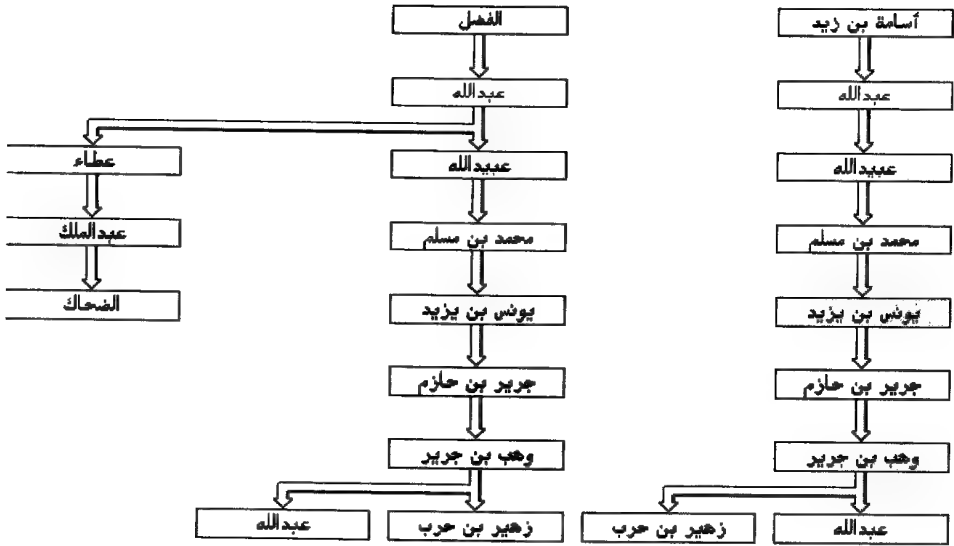 أسامة بن زيد
الفضل
عبدالله
عبدالله
عبيدالله
عبيدالله
عطاء
محمد بن مسلم
محمد بن مسلم
عبدالملك
يونس بن يزيد
يونس بن يزيد
الضحاك
جرير بن حازم
جرير بن حازم
وهب بن جرير
وهب بن جرير
عبدالله
زهير بن حرب
زهير بن حرب
عبدالله